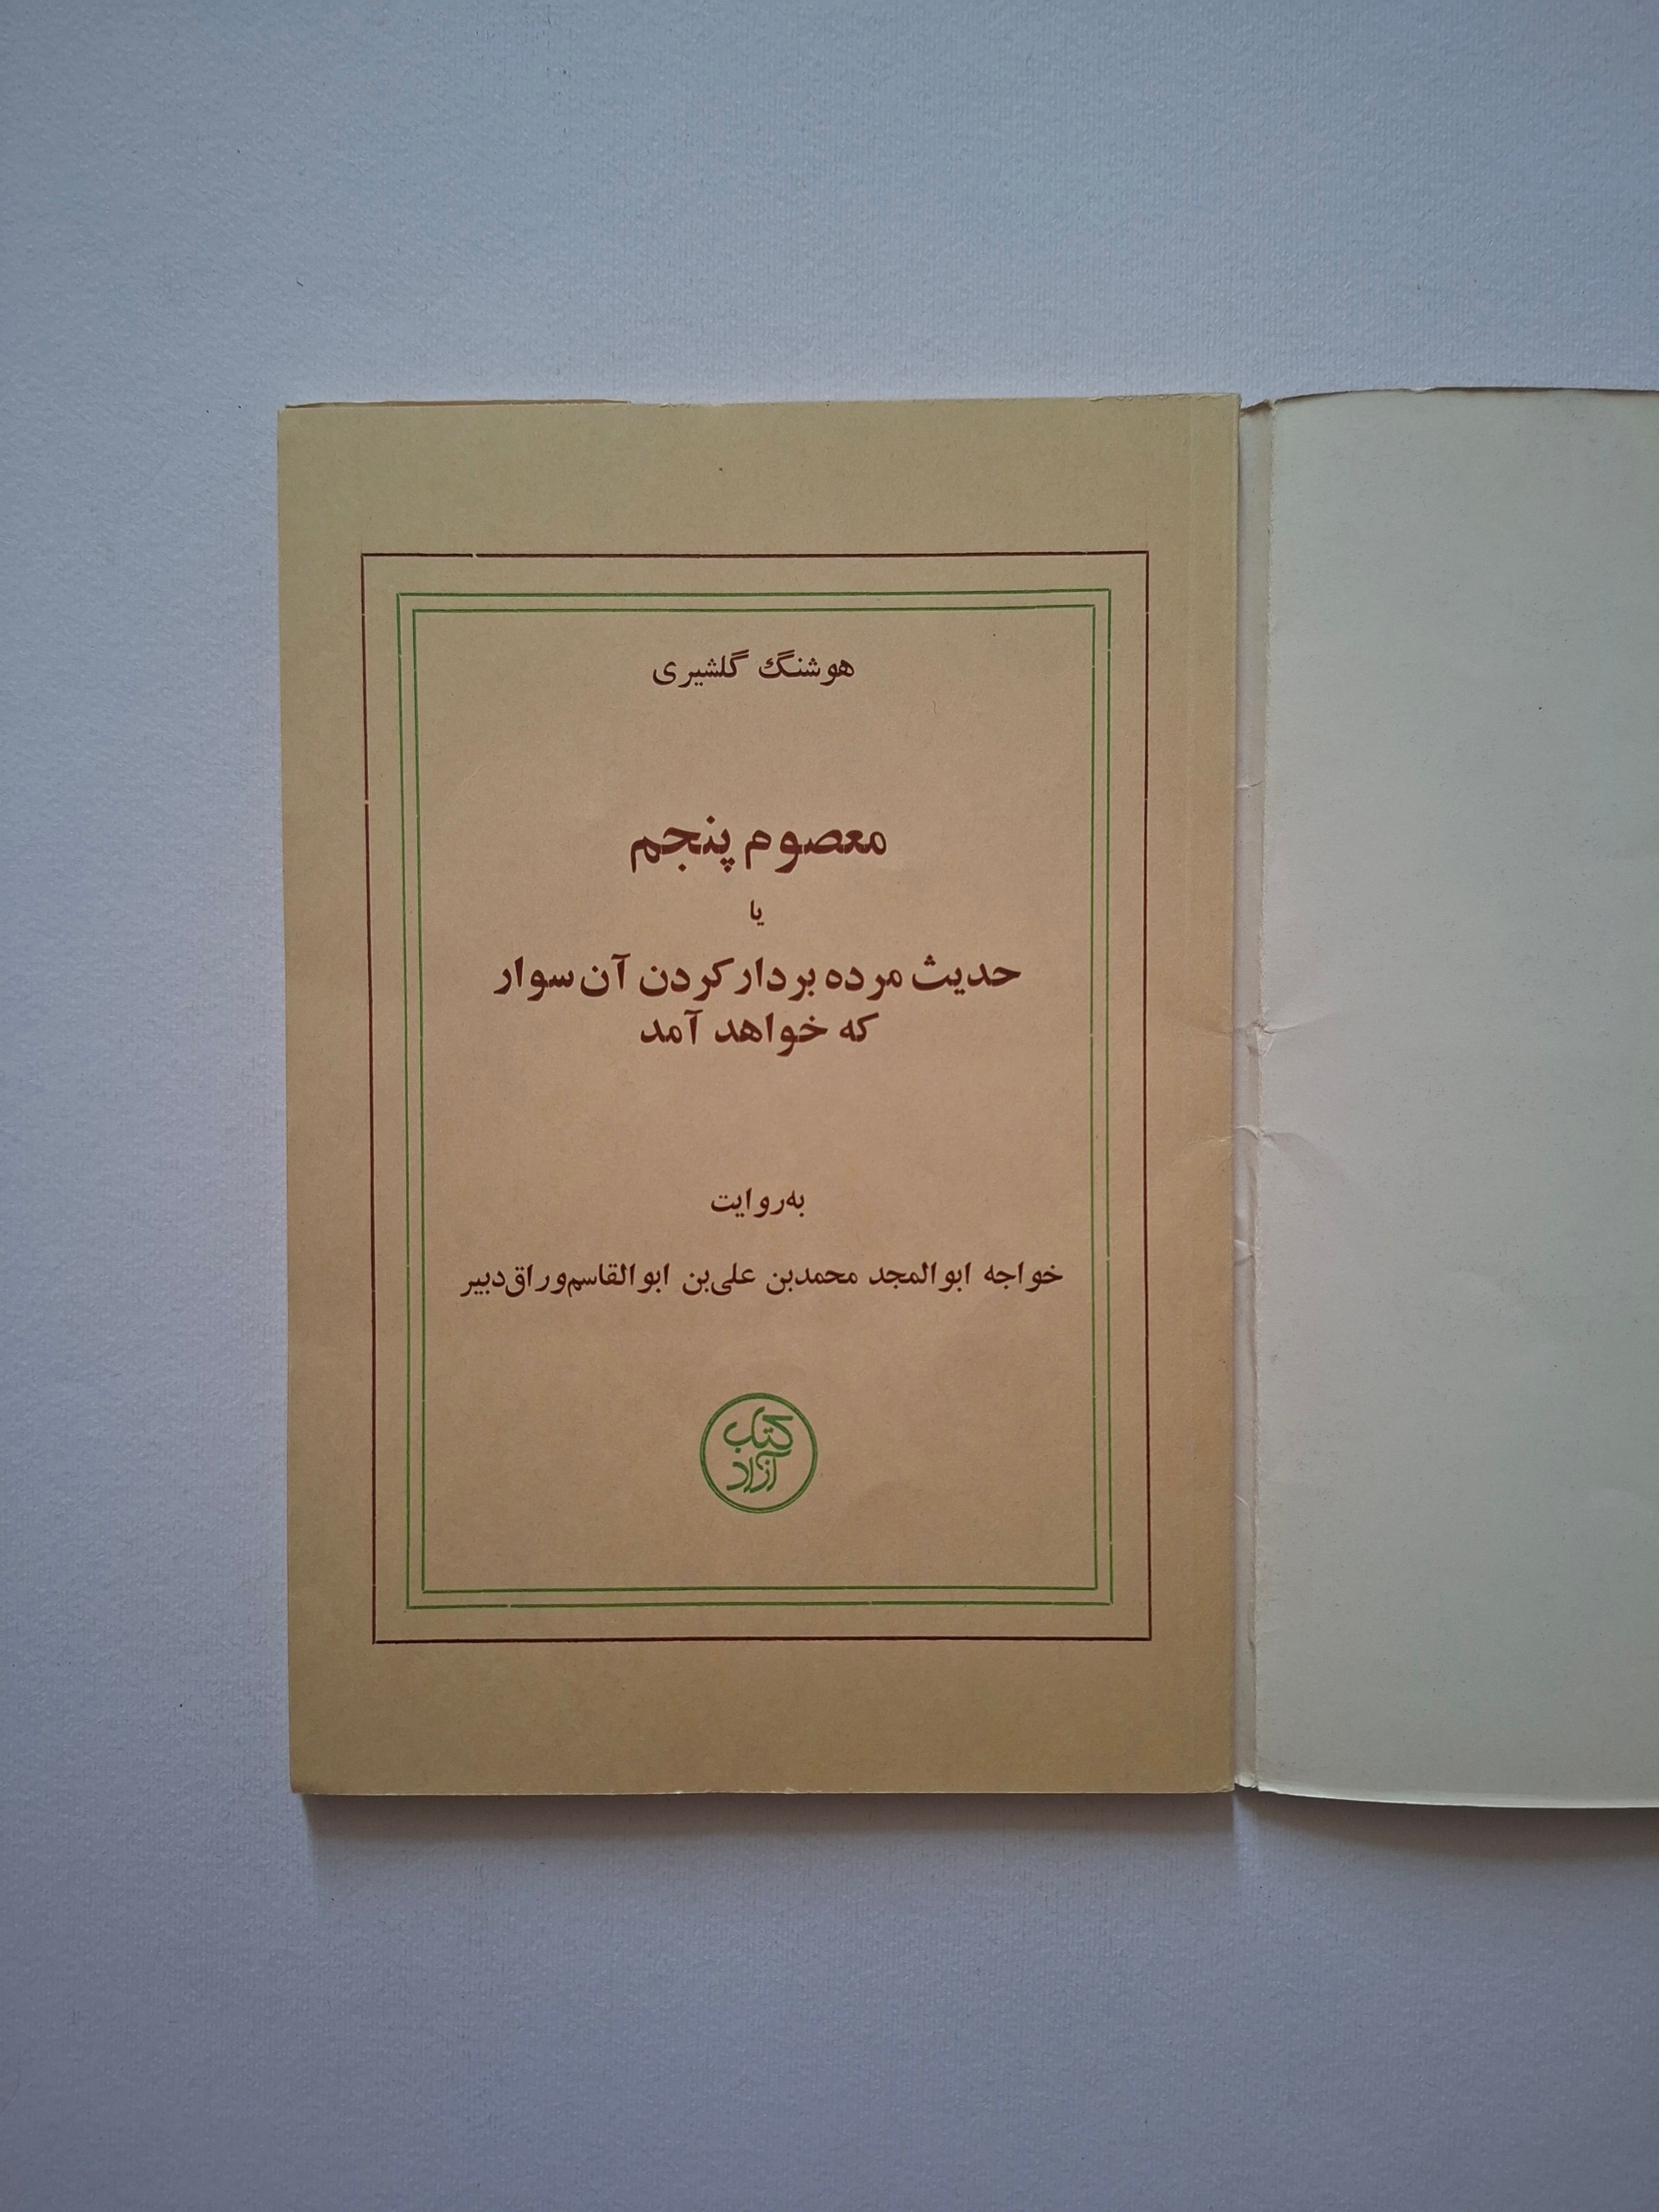 هوشنگ گلشیری
معصوم پنجم
یا
حدیث مرده بردار کردن آن سوار
که خواهد آمد
به‌روایت
خواجه ابوالمجد محمدبن علی‌بن ابوالقاسم‌وراق‌دبیر
کتاب
آزاد